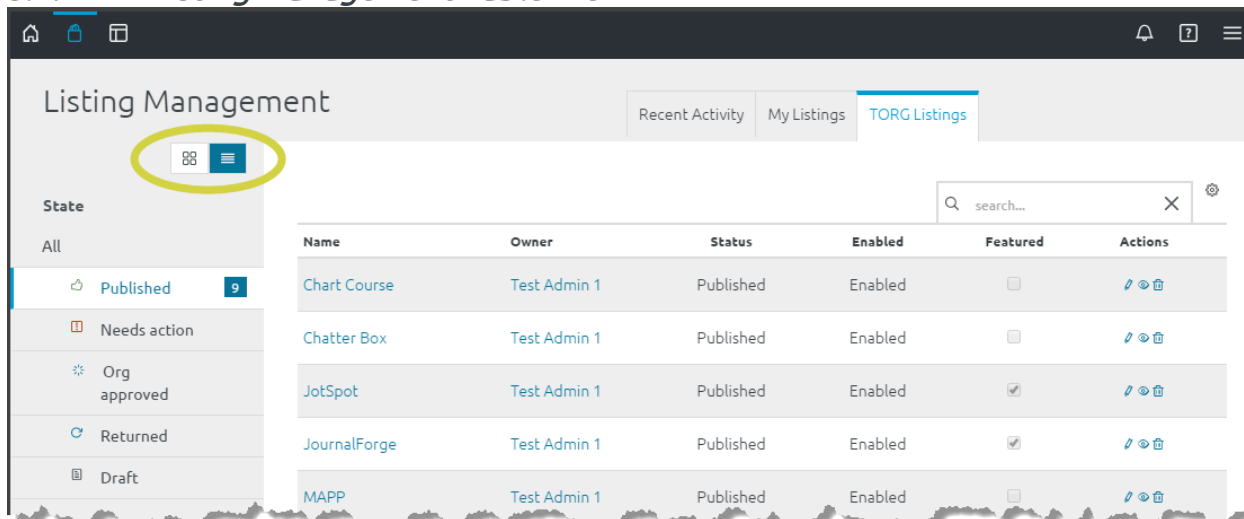 Listing Management
Recent Activity
My Listings
TORG Listings
search...
State
All
Published 9
Needs action
Org
approved
Returned
Draft
Name Owner Status Enabled Featured Actions
Chart Course Test Admin 1 Published Enabled
Chatter Box Test Admin 1 Published Enabled
JotSpot Test Admin 1 Published Enabled
JournalForge Test Admin 1 Published Enabled
MAPP Test Admin 1 Published Enabled